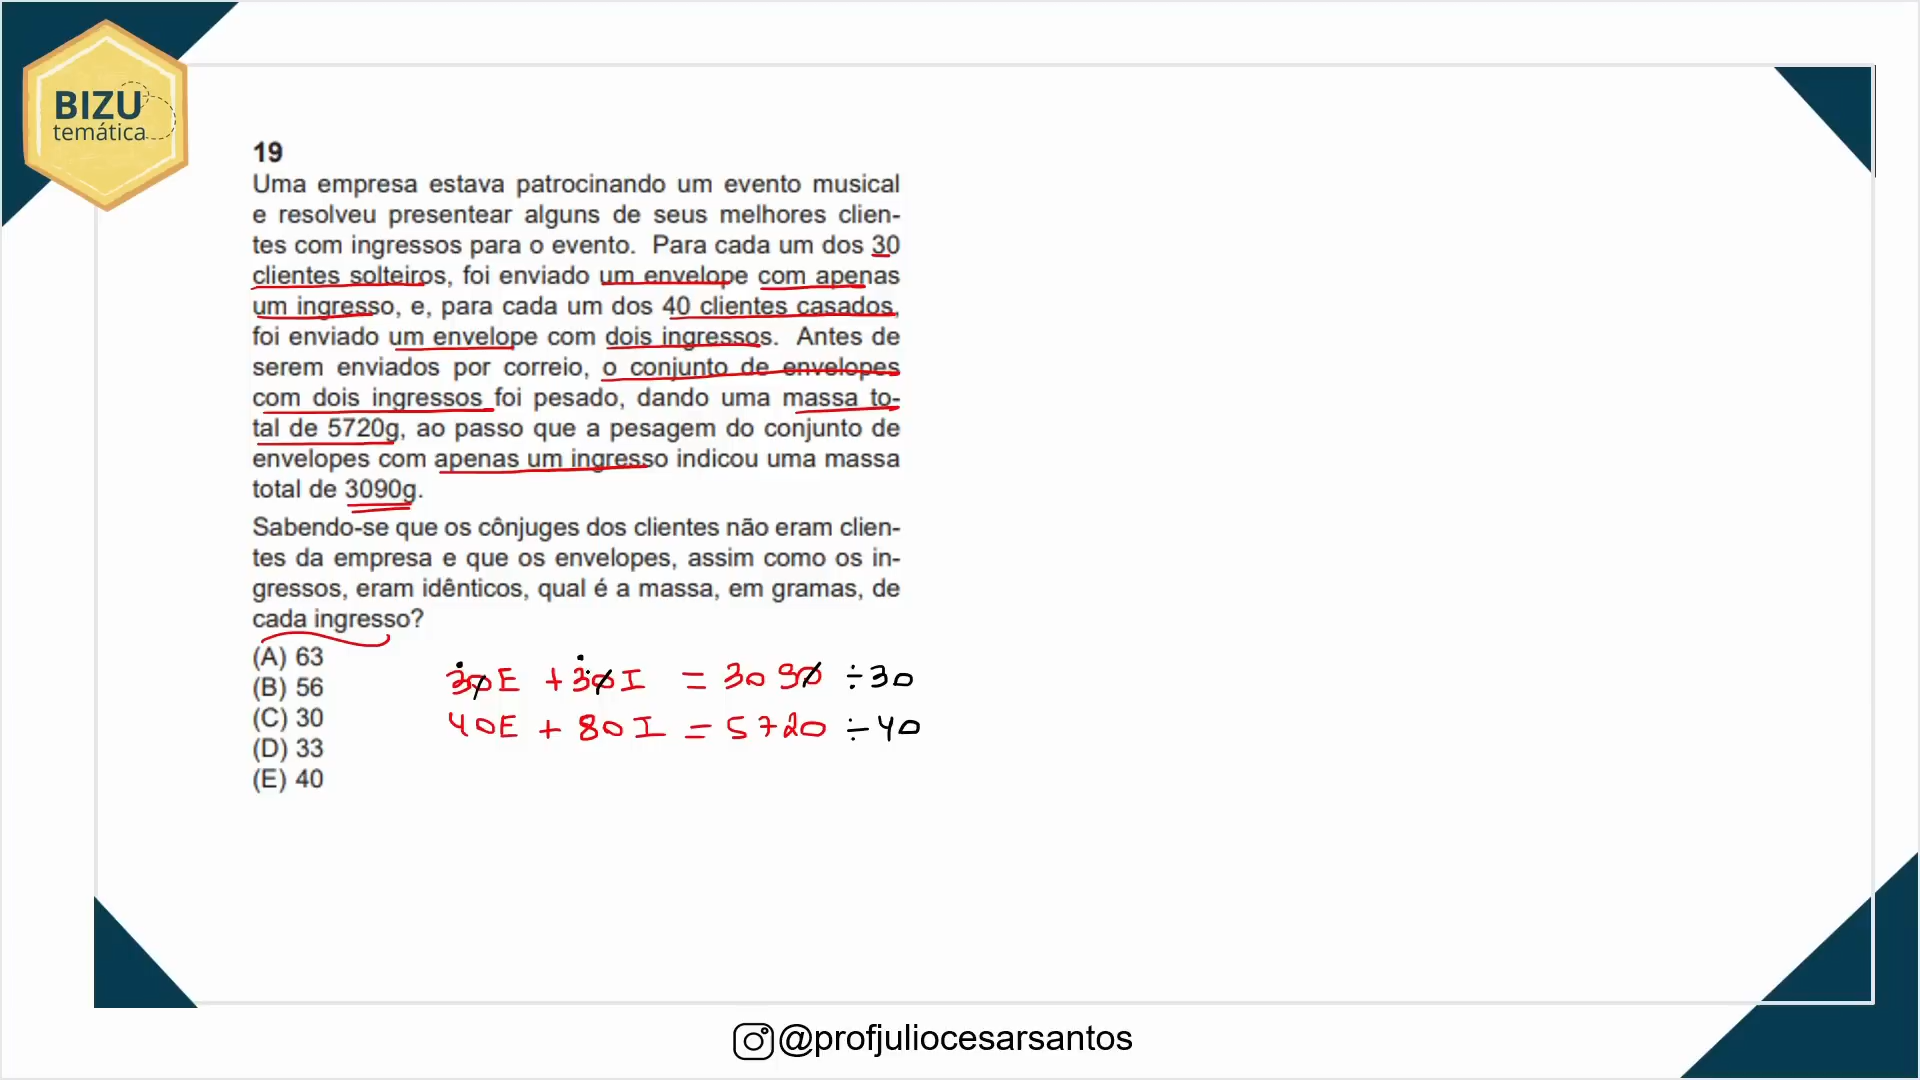 BIZU
temática
19
Uma empresa estava patrocinando um evento musical
e resolveu presentear alguns de seus melhores clien-
tes com ingressos para o evento. Para cada um dos 30
clientes solteiros, foi enviado um envelope com apenas
um ingresso, e, para cada um dos 40 clientes casados,
foi enviado um envelope com dois ingressos. Antes de
serem enviados por correio, o conjunto de envelopes
com dois ingressos foi pesado, dando uma massa to-
tal de 5720g, ao passo que a pesagem do conjunto de
envelopes com apenas um ingresso indicou uma massa
total de 3090g.
Sabendo-se que os cônjuges dos clientes não eram clien-
tes da empresa e que os envelopes, assim como os in-
gressos, eram idênticos, qual é a massa, em gramas, de
cada ingresso?
(A) 63
(B) 56
(C) 30
(D) 33
(E) 40
30E + 30I = 3090 ÷30
40E + 80I = 5720 ÷40
@profjuliocesarsantos